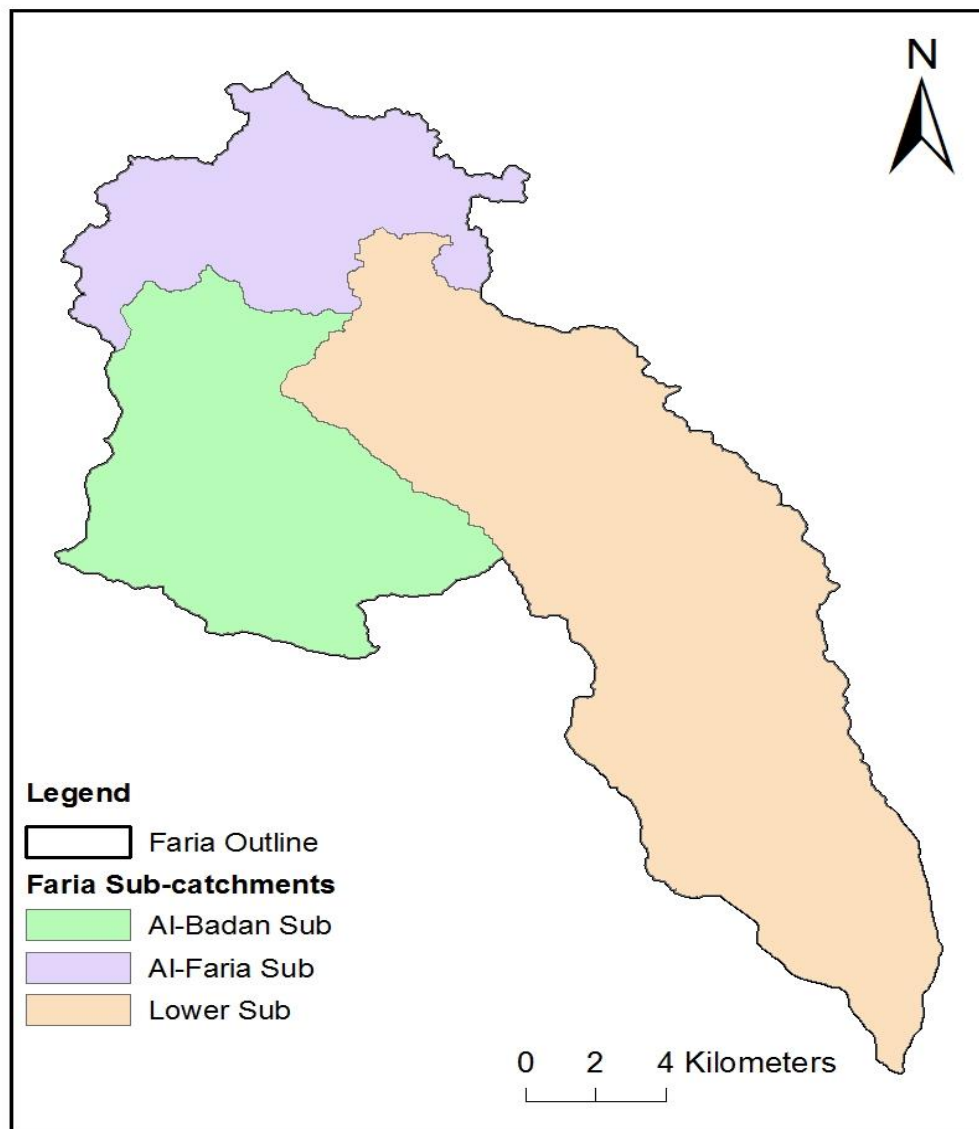 N
Legend
Faria Outline
Faria Sub-catchments
Al-Badan Sub
Al-Faria Sub
Lower Sub
0 2 4 Kilometers